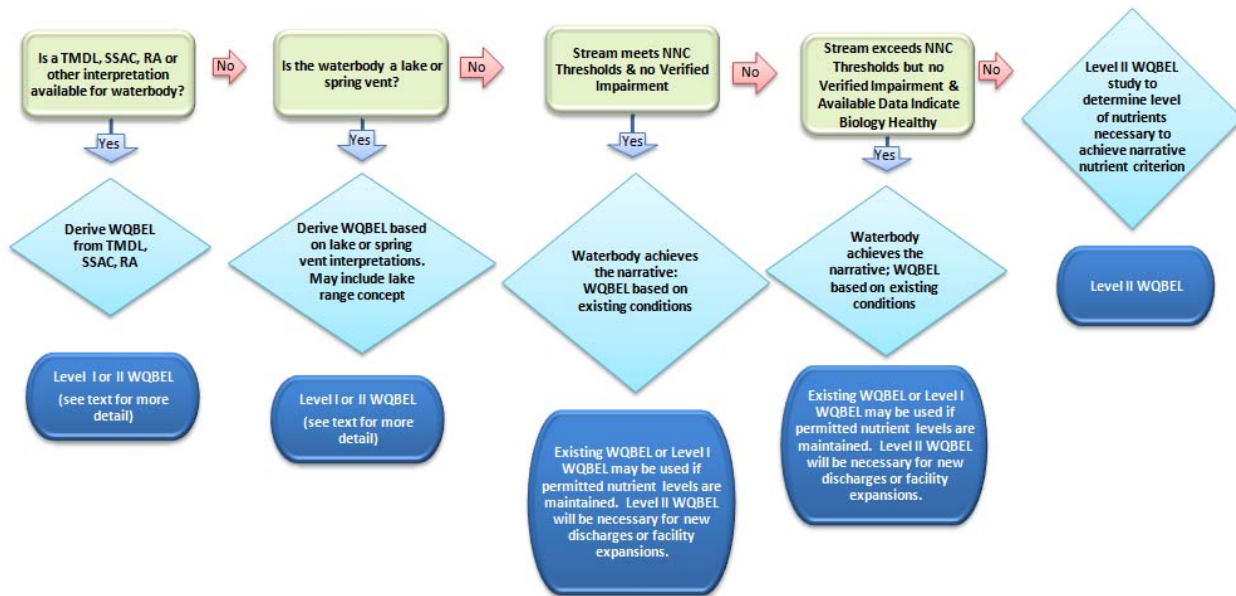 Is a TMDL, SSAC, RA or
other interpretation
available for waterbody?
No
Is the waterbody a lake or
spring vent?
No
Stream meets NNC
Thresholds & no Verified
Impairment
No
Stream exceeds NNC
Thresholds but no
Verified Impairment &
Available Data Indicate
Biology Healthy
No
Level II WQBEL
study to
determine level
of nutrients
necessary to
achieve narrative
nutrient criterion
Yes
Yes
Yes
Yes
Derive WQBEL
from TMDL,
SSAC, RA
Derive WQBEL based
on lake or spring
vent interpretations.
May include lake
range concept
Waterbody achieves
the narrative:
WQBEL based on
existing conditions
Waterbody
achieves the
narrative; WQBEL
based on existing
conditions
Level II WQBEL
Level I or II WQBEL
(see text for more
detail)
Level I or II WQBEL
(see text for more
detail)
Existing WQBEL or Level I
WQBEL may be used if
permitted nutrient levels are
maintained. Level II WQBEL
will be necessary for new
discharges or facility
expansions.
Existing WQBEL or Level I
WQBEL may be used if
permitted nutrient levels are
maintained. Level II WQBEL
will be necessary for new
discharges or facility
expansions.